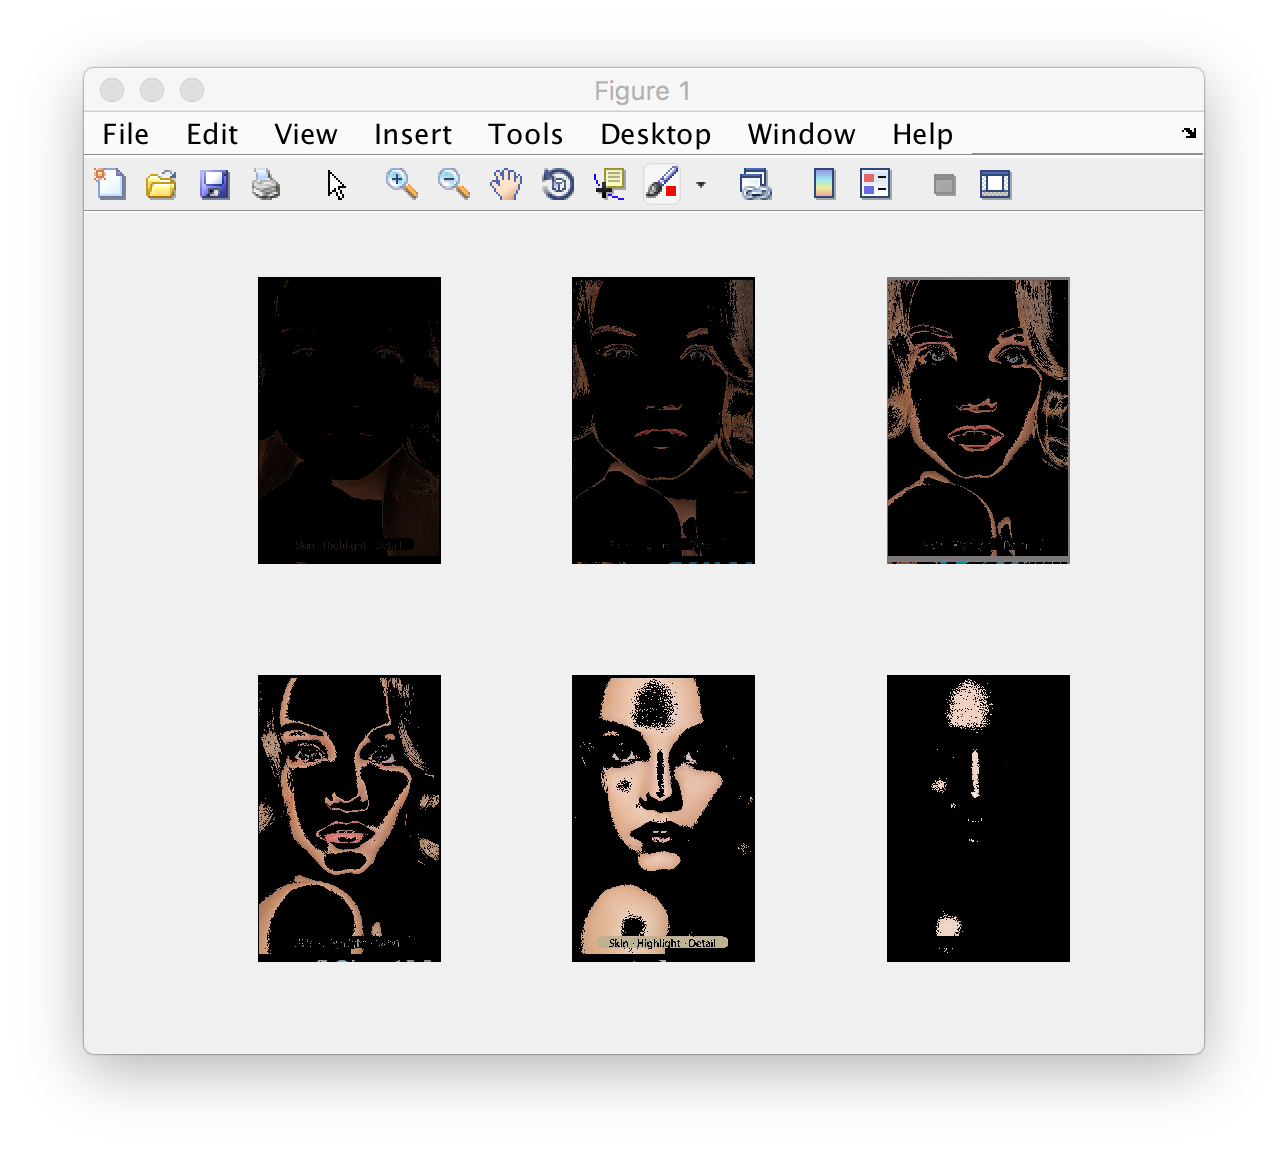 Figure 1
File Edit View Insert Tools Desktop Window Help
Skin · Highlight · Detail
Skin · Highlight · Detail